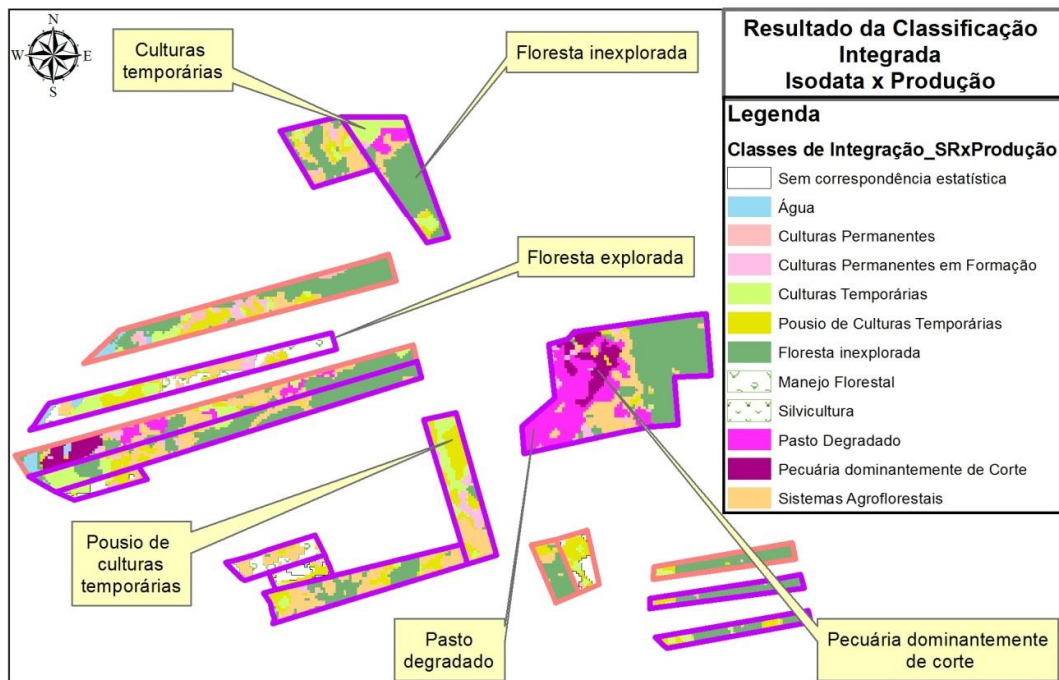 N
W
E
S
Culturas
temporárias
Floresta inexplorada
Resultado da Classificação
Integrada
Isodata x Produção
Legenda
Classes de Integração_SRxProdução
Sem correspondência estatística
Água
Culturas Permanentes
Culturas Permanentes em Formação
Culturas Temporárias
Pousio de Culturas Temporárias
Floresta inexplorada
Manejo Florestal
Silvicultura
Pasto Degradado
Pecuária dominantemente de Corte
Sistemas Agroflorestais
Floresta explorada
Pousio de
culturas
temporárias
Pasto
degradado
Pecuária dominantemente
de corte